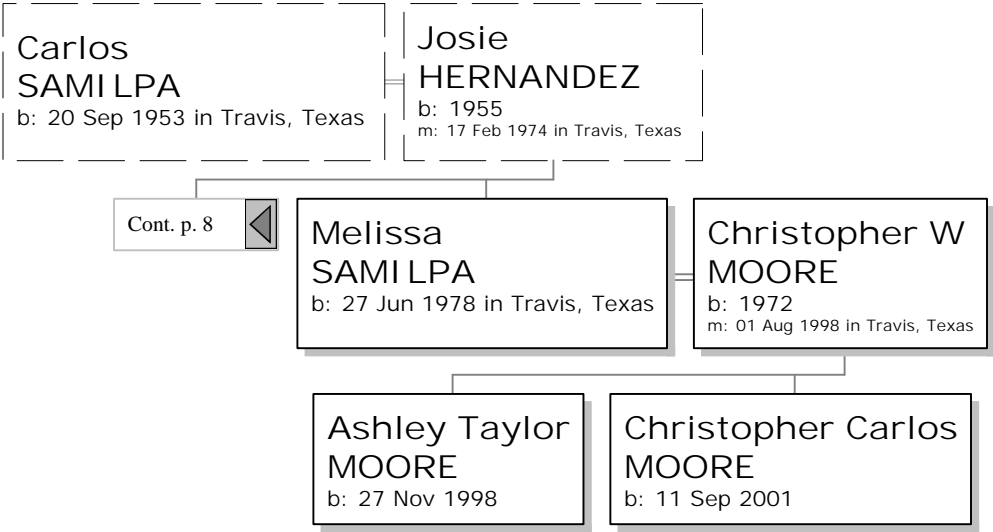 Carlos
SAMILPA
b: 20 Sep 1953 in Travis, Texas
Josie
HERNANDEZ
b: 1955
m: 17 Feb 1974 in Travis, Texas
Cont. p. 8
Melissa
SAMILPA
b: 27 Jun 1978 in Travis, Texas
Christopher W
MOORE
b: 1972
m: 01 Aug 1998 in Travis, Texas
Ashley Taylor
MOORE
b: 27 Nov 1998
Christopher Carlos
MOORE
b: 11 Sep 2001